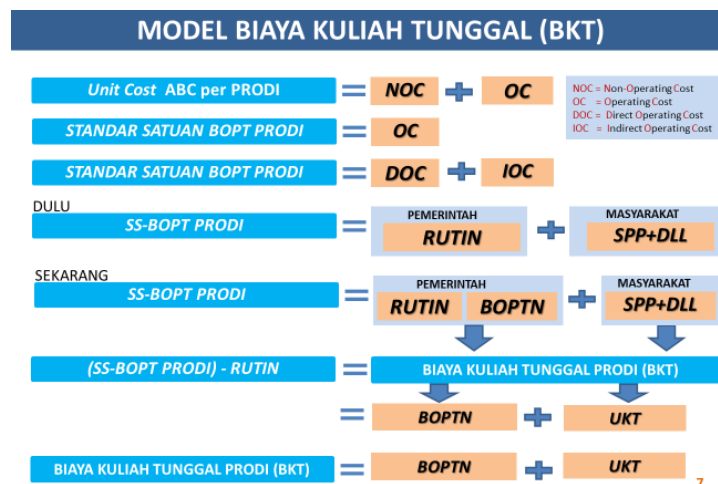 MODEL BIAYA KULIAH TUNGGAL (BKT)
Unit Cost ABC per PRODI = NOC + OC
NOC = Non-Operating Cost
OC = Operating Cost
DOC = Direct Operating Cost
IOC = Indirect Operating Cost
STANDAR SATUAN BOPT PRODI = OC
STANDAR SATUAN BOPT PRODI = DOC + IOC
DULU
PEMERINTAH MASYARAKAT
SS-BOPT PRODI = RUTIN + SPP+DLL
SEKARANG
PEMERINTAH MASYARAKAT
SS-BOPT PRODI = RUTIN BOPTN + SPP+DLL
(SS-BOPT PRODI) - RUTIN = BIAYA KULIAH TUNGGAL PRODI (BKT)
= BOPTN + UKT
BIAYA KULIAH TUNGGAL PRODI (BKT) = BOPTN + UKT
7